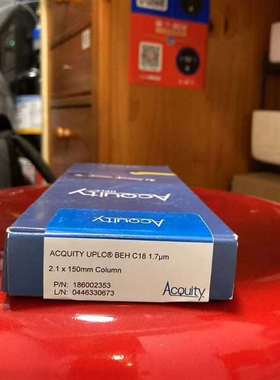 Acquity
Acquity
ACQUITY UPLC® BEH C18 1.7µm
2.1 x 150mm Column
P/N: 186002353
L/N: 0446330673
Acquity